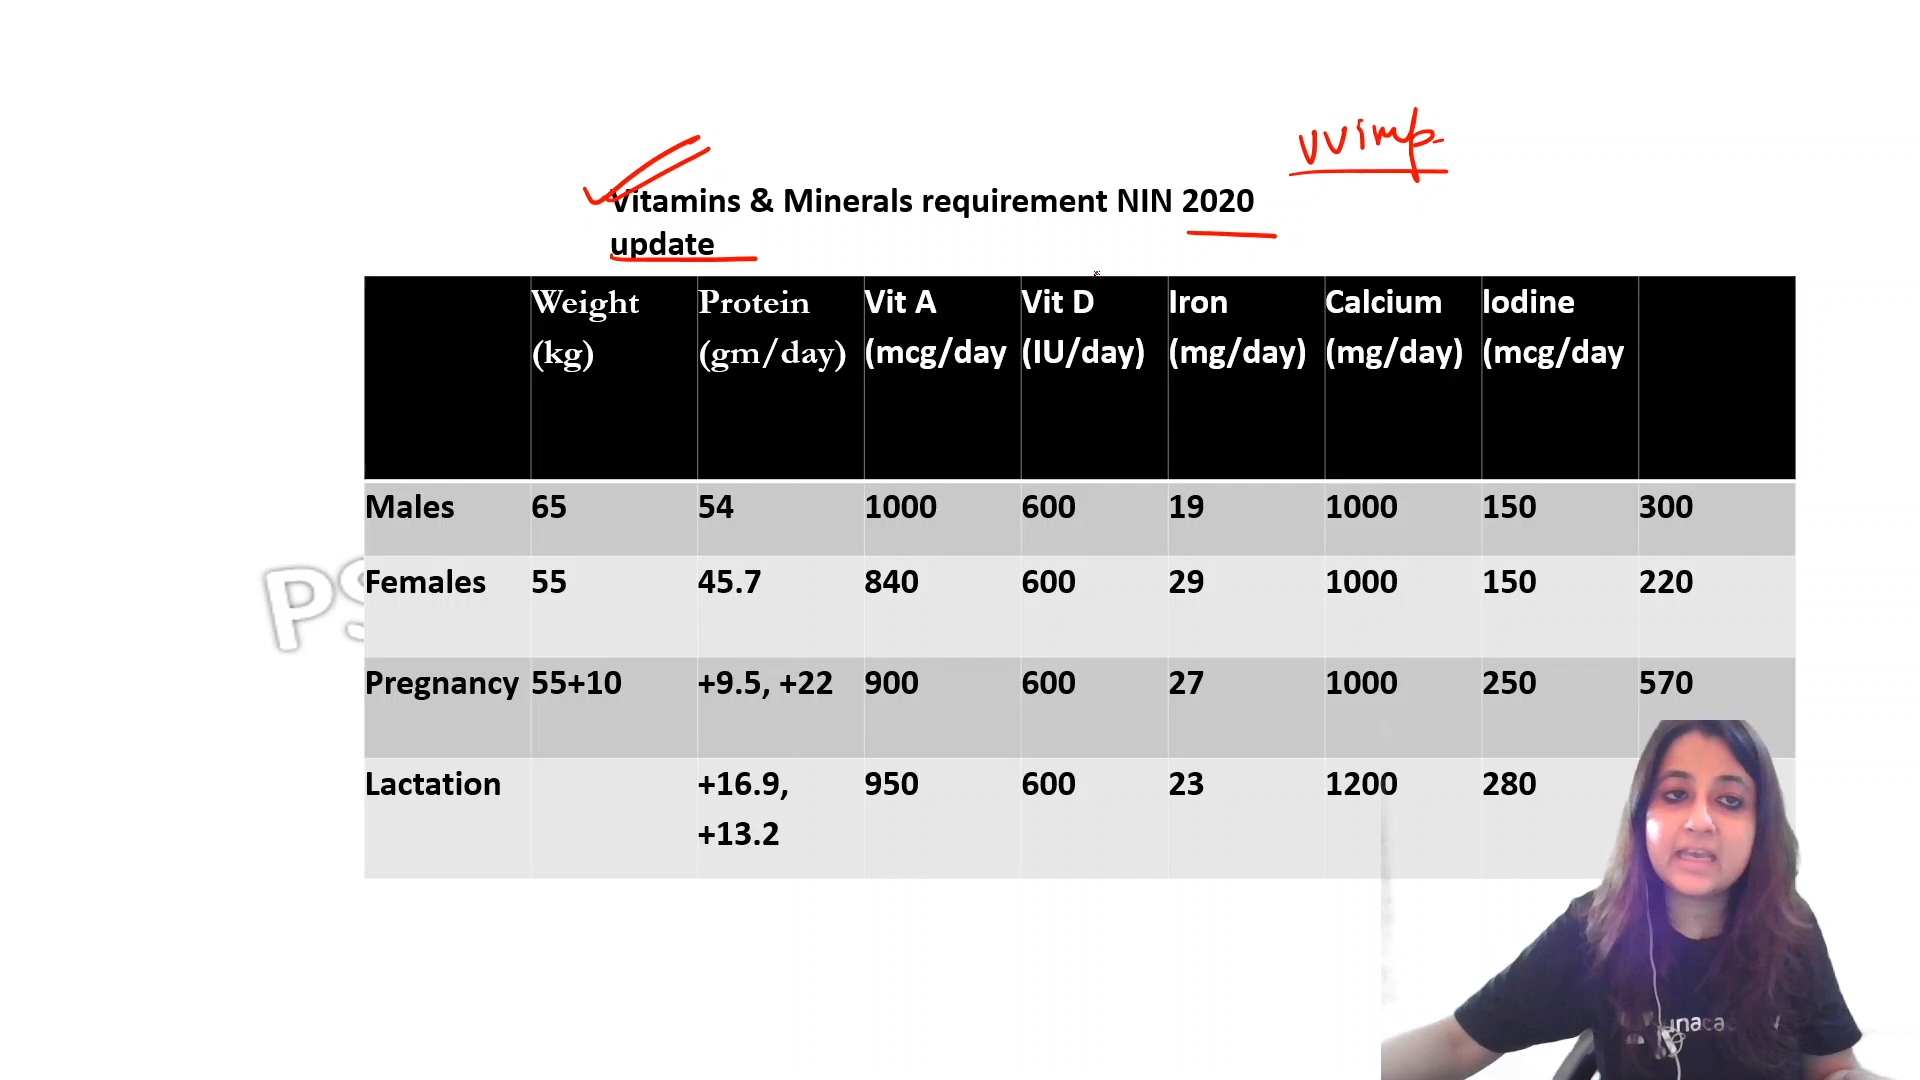 vvimp.
Vitamins & Minerals requirement NIN 2020
update
Weight (kg) Protein (gm/day) Vit A (mcg/day Vit D (IU/day) Iron (mg/day) Calcium (mg/day) Iodine (mcg/day
Males 65 54 1000 600 19 1000 150 300
Females 55 45.7 840 600 29 1000 150 220
Pregnancy 55+10 +9.5, +22 900 600 27 1000 250 570
Lactation +16.9, +13.2 950 600 23 1200 280
PS